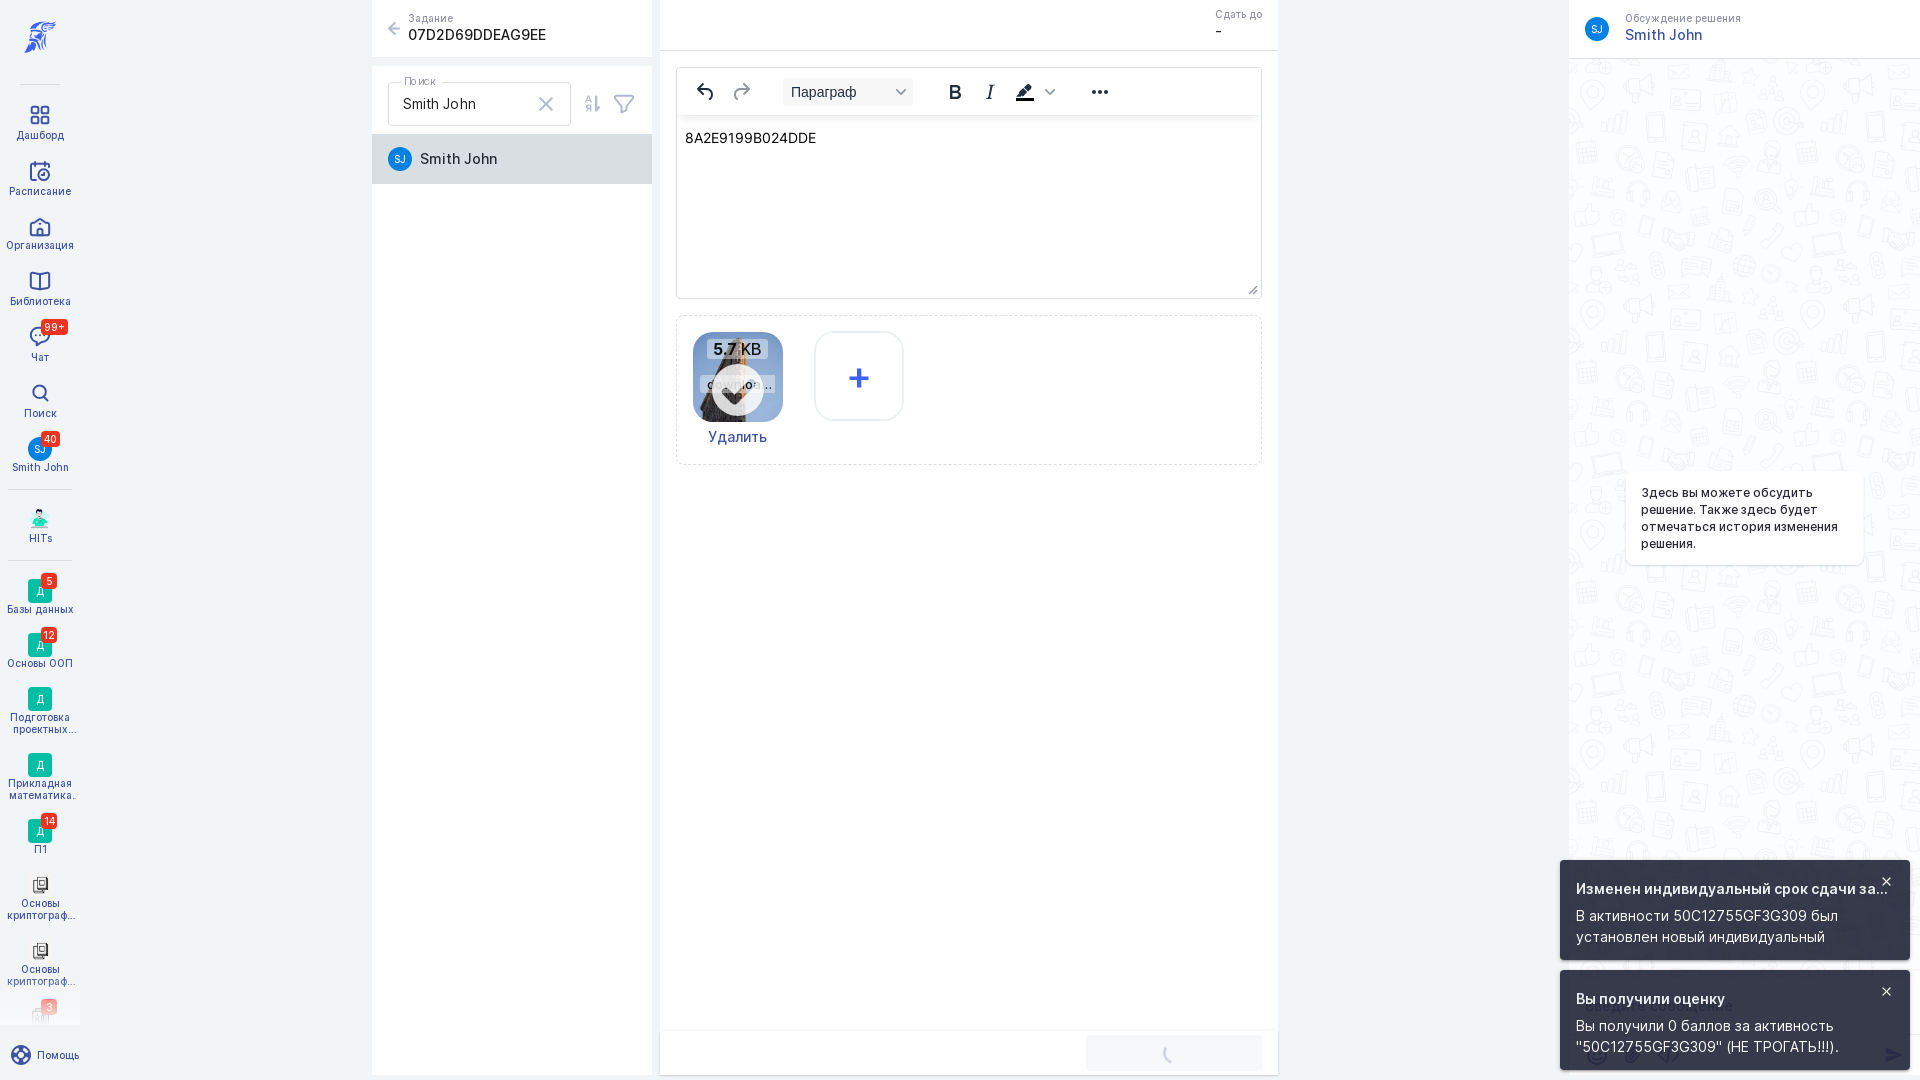 Дашборд
Расписание
Организация
Библиотека
99+
Чат
Поиск
40
SJ
Smith John
HITs
5
Д
Базы данных
12
Д
Основы ООП
Д
Подготовка
проектных...
Д
Прикладная
математика.
14
Д
П1
Основы
криптограф...
Основы
криптограф...
3
Помощь
Задание
07D2D69DDEAG9EE
Поиск
Smith John
SJ
Smith John
Сдать до
-
Параграф
B
I
8A2E9199B024DDE
5.7 KB
Удалить
SJ
Обсуждение решения
Smith John
Здесь вы можете обсудить
решение. Также здесь будет
отмечаться история изменения
решения.
Изменен индивидуальный срок сдачи за...
В активности 50C12755GF3G309 был
установлен новый индивидуальный
Вы получили оценку
Вы получили 0 баллов за активность
"50C12755GF3G309" (НЕ ТРОГАТЬ!!!).